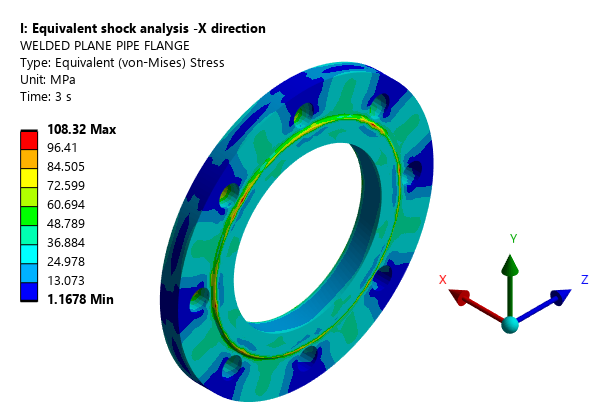 I: Equivalent shock analysis -X direction
WELDED PLANE PIPE FLANGE
Type: Equivalent (von-Mises) Stress
Unit: MPa
Time: 3 s
108.32 Max
96.41
84.505
72.599
60.694
48.789
36.884
24.978
13.073
1.1678 Min
Y
X
Z